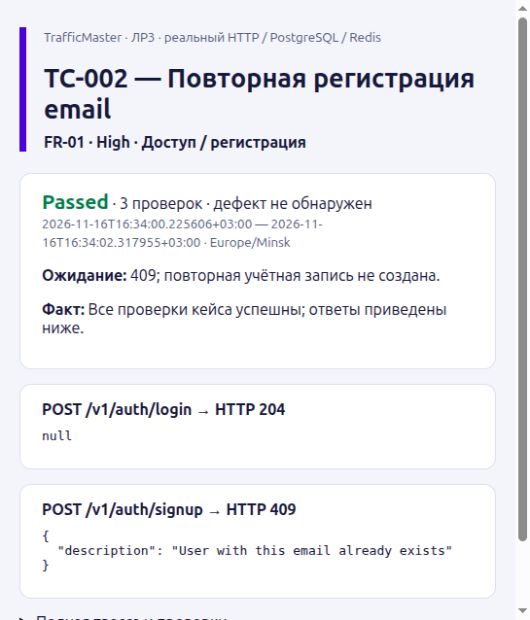 TrafficMaster · ЛР3 · реальный HTTP / PostgreSQL / Redis
TC-002 — Повторная регистрация
email
FR-01 · High · Доступ / регистрация
Passed · 3 проверок · дефект не обнаружен
2026-11-16T16:34:00.225606+03:00 — 2026-11-
16T16:34:02.317955+03:00 · Europe/Minsk
Ожидание: 409; повторная учётная запись не создана.
Факт: Все проверки кейса успешны; ответы приведены
ниже.
POST /v1/auth/login → HTTP 204
null
POST /v1/auth/signup → HTTP 409
{
  "description": "User with this email already exists"
}